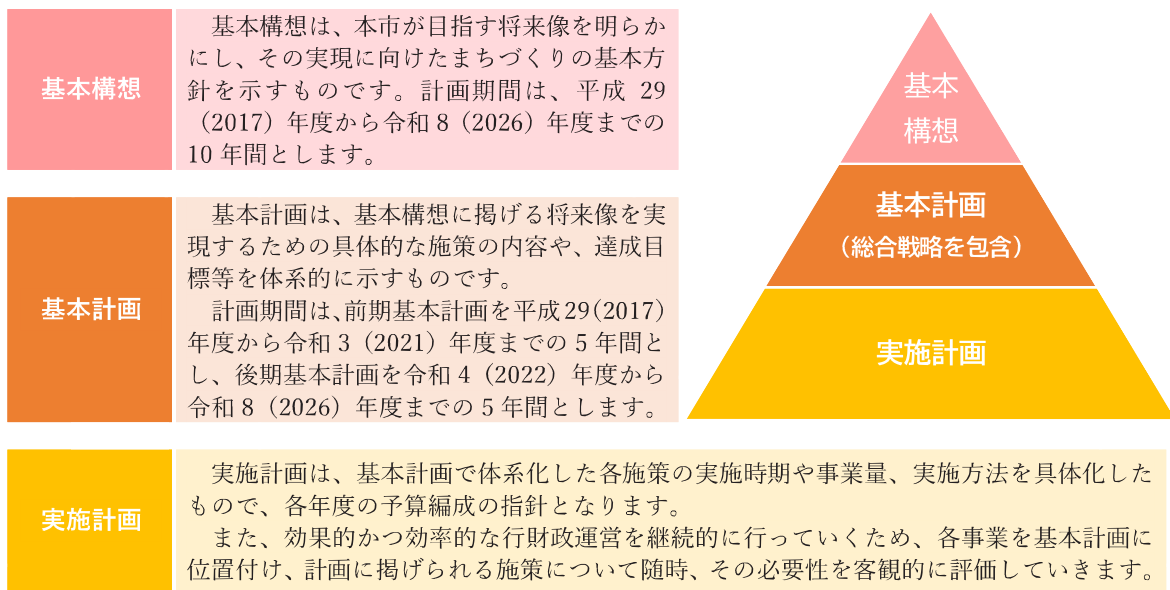 基本構想
基本構想は、本市が目指す将来像を明らか
にし、その実現に向けたまちづくりの基本方
針を示すものです。計画期間は、平成 29
（2017）年度から令和 8（2026）年度までの
10 年間とします。
基本計画
基本計画は、基本構想に掲げる将来像を実
現するための具体的な施策の内容や、達成目
標等を体系的に示すものです。
計画期間は、前期基本計画を平成 29(2017)
年度から令和 3（2021）年度までの 5 年間と
し、後期基本計画を令和 4（2022）年度から
令和 8（2026）年度までの 5 年間とします。
基本
構想
基本計画
（総合戦略を包含）
実施計画
実施計画
実施計画は、基本計画で体系化した各施策の実施時期や事業量、実施方法を具体化した
もので、各年度の予算編成の指針となります。
また、効果的かつ効率的な行財政運営を継続的に行っていくため、各事業を基本計画に
位置付け、計画に掲げられる施策について随時、その必要性を客観的に評価していきます。